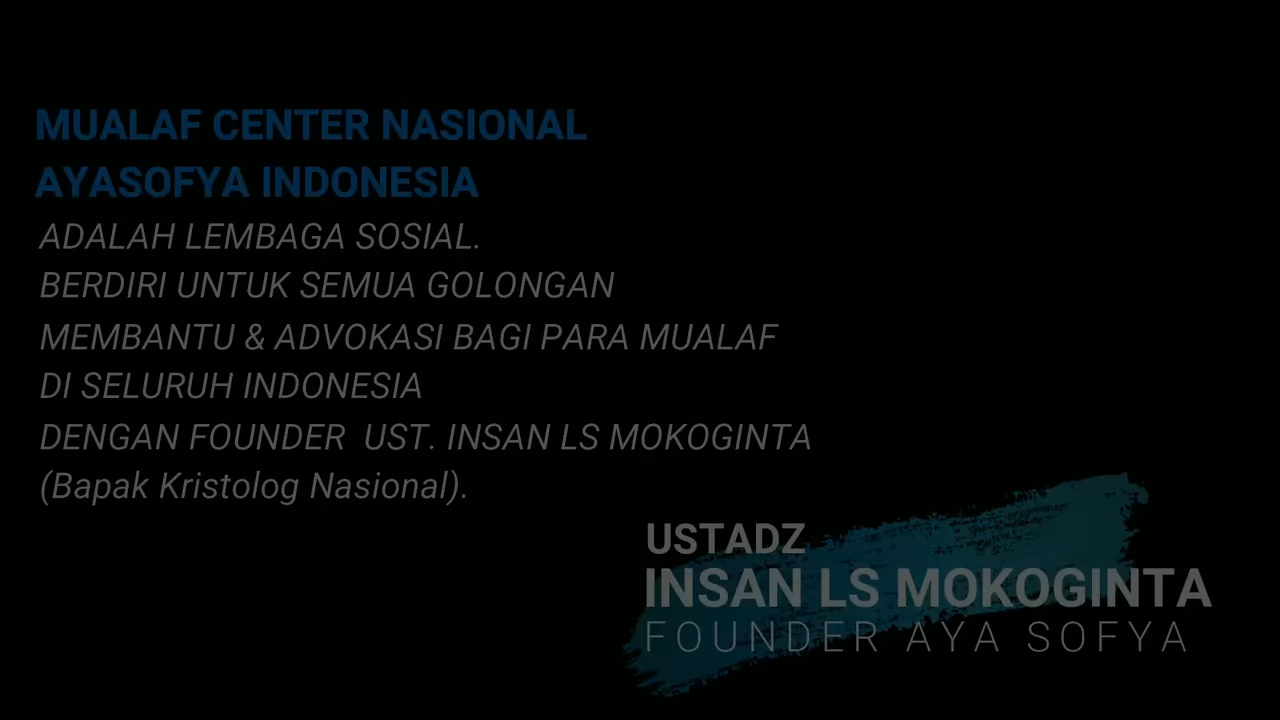 MUALAF CENTER NASIONAL
AYASOFYA INDONESIA
ADALAH LEMBAGA SOSIAL.
BERDIRI UNTUK SEMUA GOLONGAN
MEMBANTU & ADVOKASI BAGI PARA MUALAF
DI SELURUH INDONESIA
DENGAN FOUNDER UST. INSAN LS MOKOGINTA
(Bapak Kristolog Nasional).
USTADZ
INSAN LS MOKOGINTA
FOUNDER AYA SOFYA